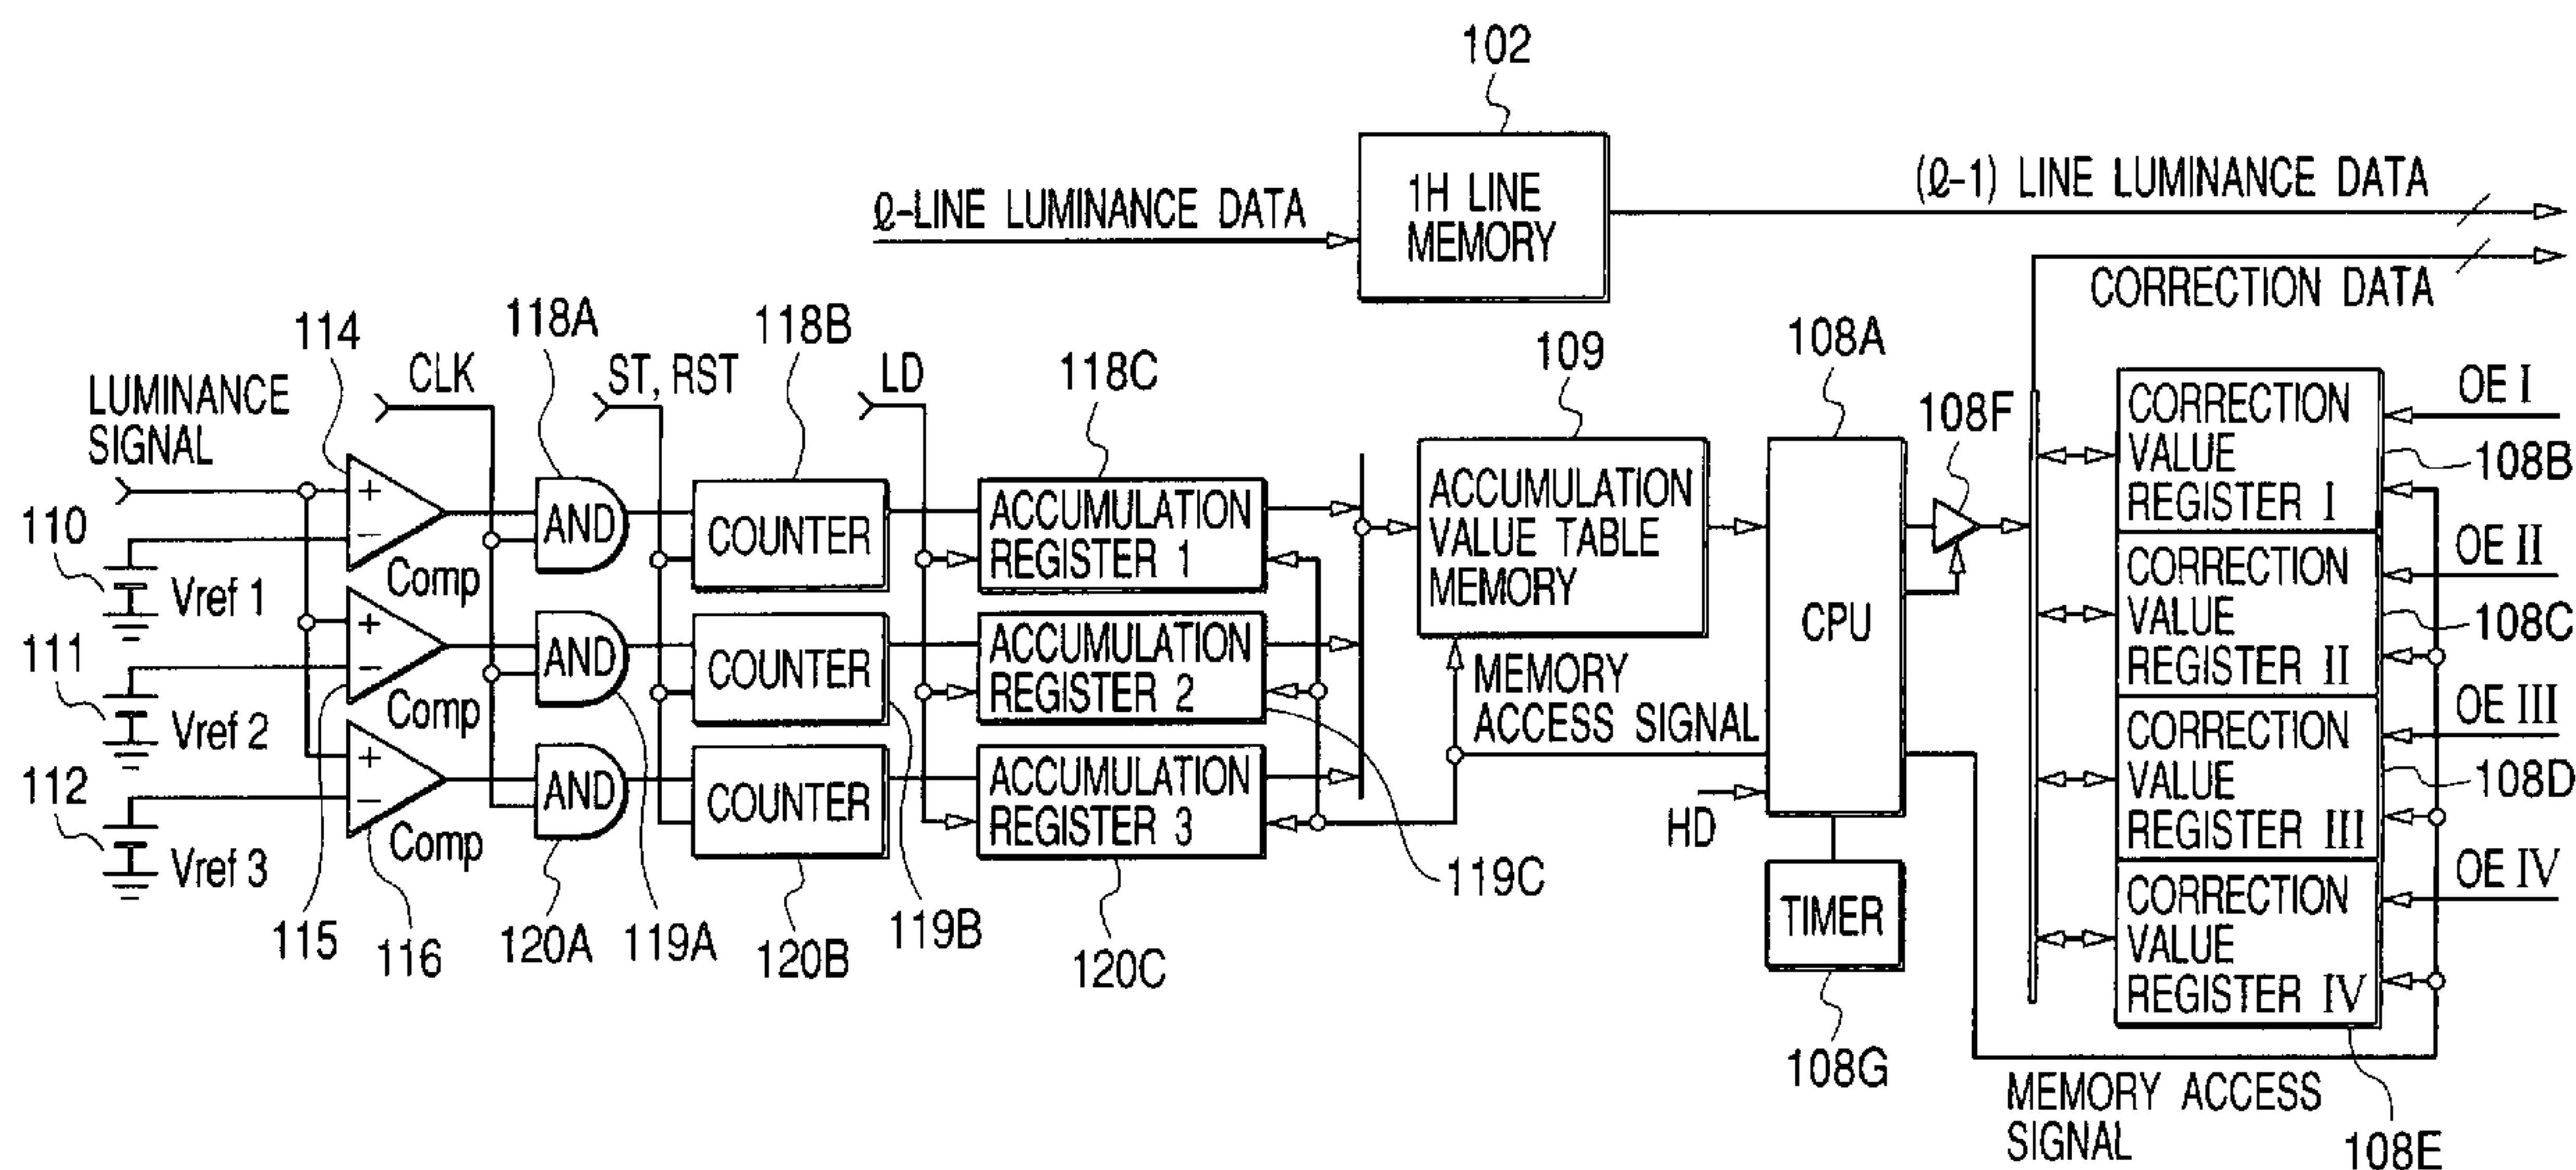 102
1H LINE
MEMORY
ℓ-LINE LUMINANCE DATA
(ℓ-1) LINE LUMINANCE DATA
CORRECTION DATA
LUMINANCE
SIGNAL
114
CLK
118A
ST, RST
118B
LD
118C
109
108A
108F
110
Vref 1
111
Vref 2
112
Vref 3
+
−
Comp
+
−
Comp
+
−
Comp
115
116
AND
AND
AND
120A
119A
COUNTER
COUNTER
COUNTER
120B
119B
ACCUMULATION
REGISTER 1
ACCUMULATION
REGISTER 2
ACCUMULATION
REGISTER 3
120C
119C
ACCUMULATION
VALUE TABLE
MEMORY
MEMORY
ACCESS SIGNAL
HD
CPU
TIMER
108G
CORRECTION
VALUE
REGISTER I
CORRECTION
VALUE
REGISTER II
CORRECTION
VALUE
REGISTER III
CORRECTION
VALUE
REGISTER IV
OE I
108B
OE II
108C
OE III
108D
OE IV
MEMORY ACCESS
SIGNAL
108E